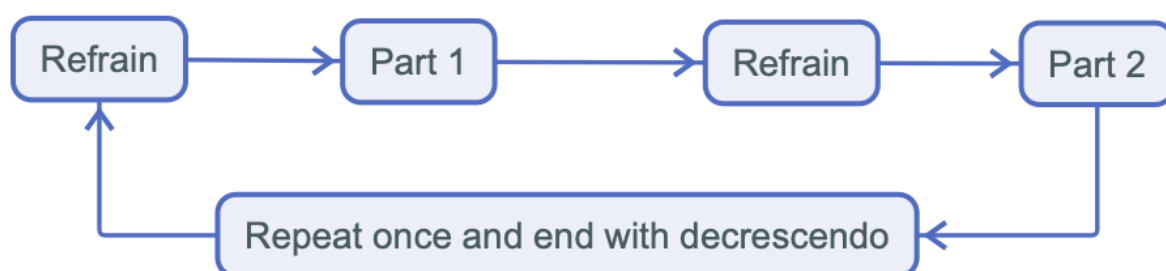 Refrain
Part 1
Refrain
Part 2
Repeat once and end with decrescendo